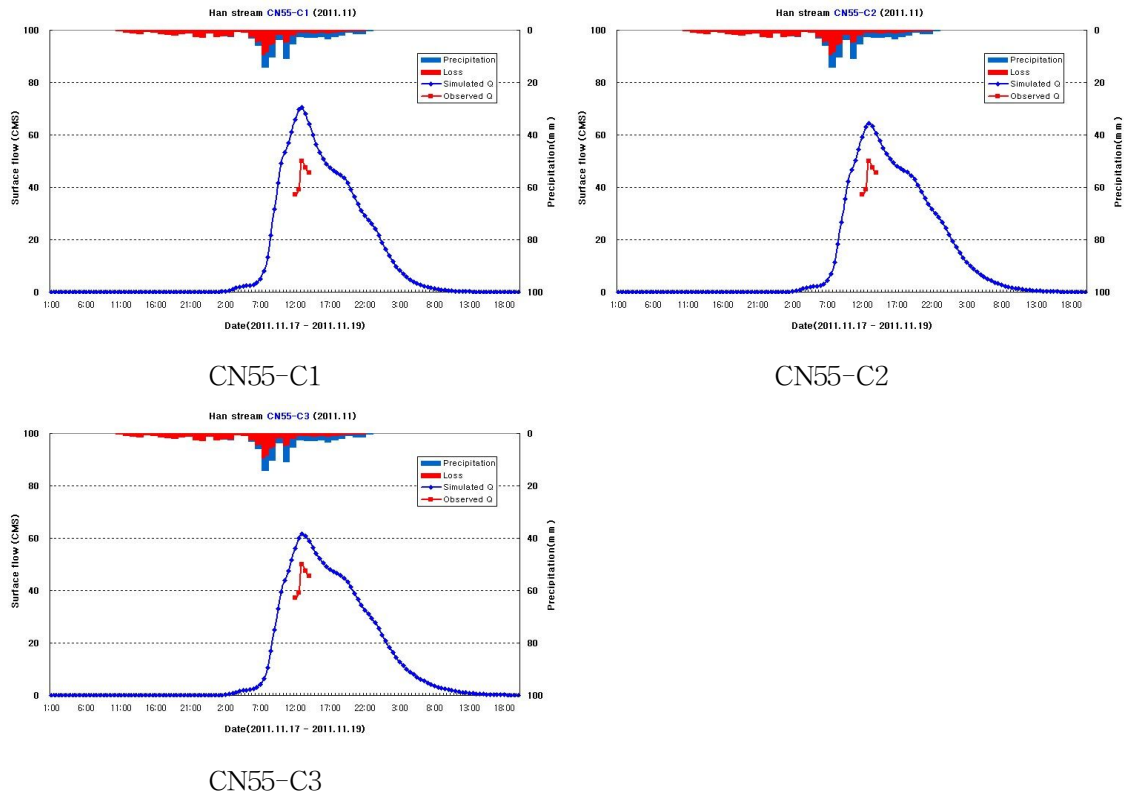 Han stream CN55-C1 (2011.11)
100 80 60 40 20 0
Surface flow (CMS)
0 20 40 60 80 100
Precipitation(mm)
Precipitation
Loss
Simulated Q
Observed Q
1:00 6:00 11:00 16:00 21:00 2:00 7:00 12:00 17:00 22:00 3:00 8:00 13:00 18:00
Date(2011.11.17 - 2011.11.19)
CN55-C1
Han stream CN55-C2 (2011.11)
100 80 60 40 20 0
Surface flow (CMS)
0 20 40 60 80 100
Precipitation(mm)
Precipitation
Loss
Simulated Q
Observed Q
1:00 6:00 11:00 16:00 21:00 2:00 7:00 12:00 17:00 22:00 3:00 8:00 13:00 18:00
Date(2011.11.17 - 2011.11.19)
CN55-C2
Han stream CN55-C3 (2011.11)
100 80 60 40 20 0
Surface flow (CMS)
0 20 40 60 80 100
Precipitation(mm)
Precipitation
Loss
Simulated Q
Observed Q
1:00 6:00 11:00 16:00 21:00 2:00 7:00 12:00 17:00 22:00 3:00 8:00 13:00 18:00
Date(2011.11.17 - 2011.11.19)
CN55-C3